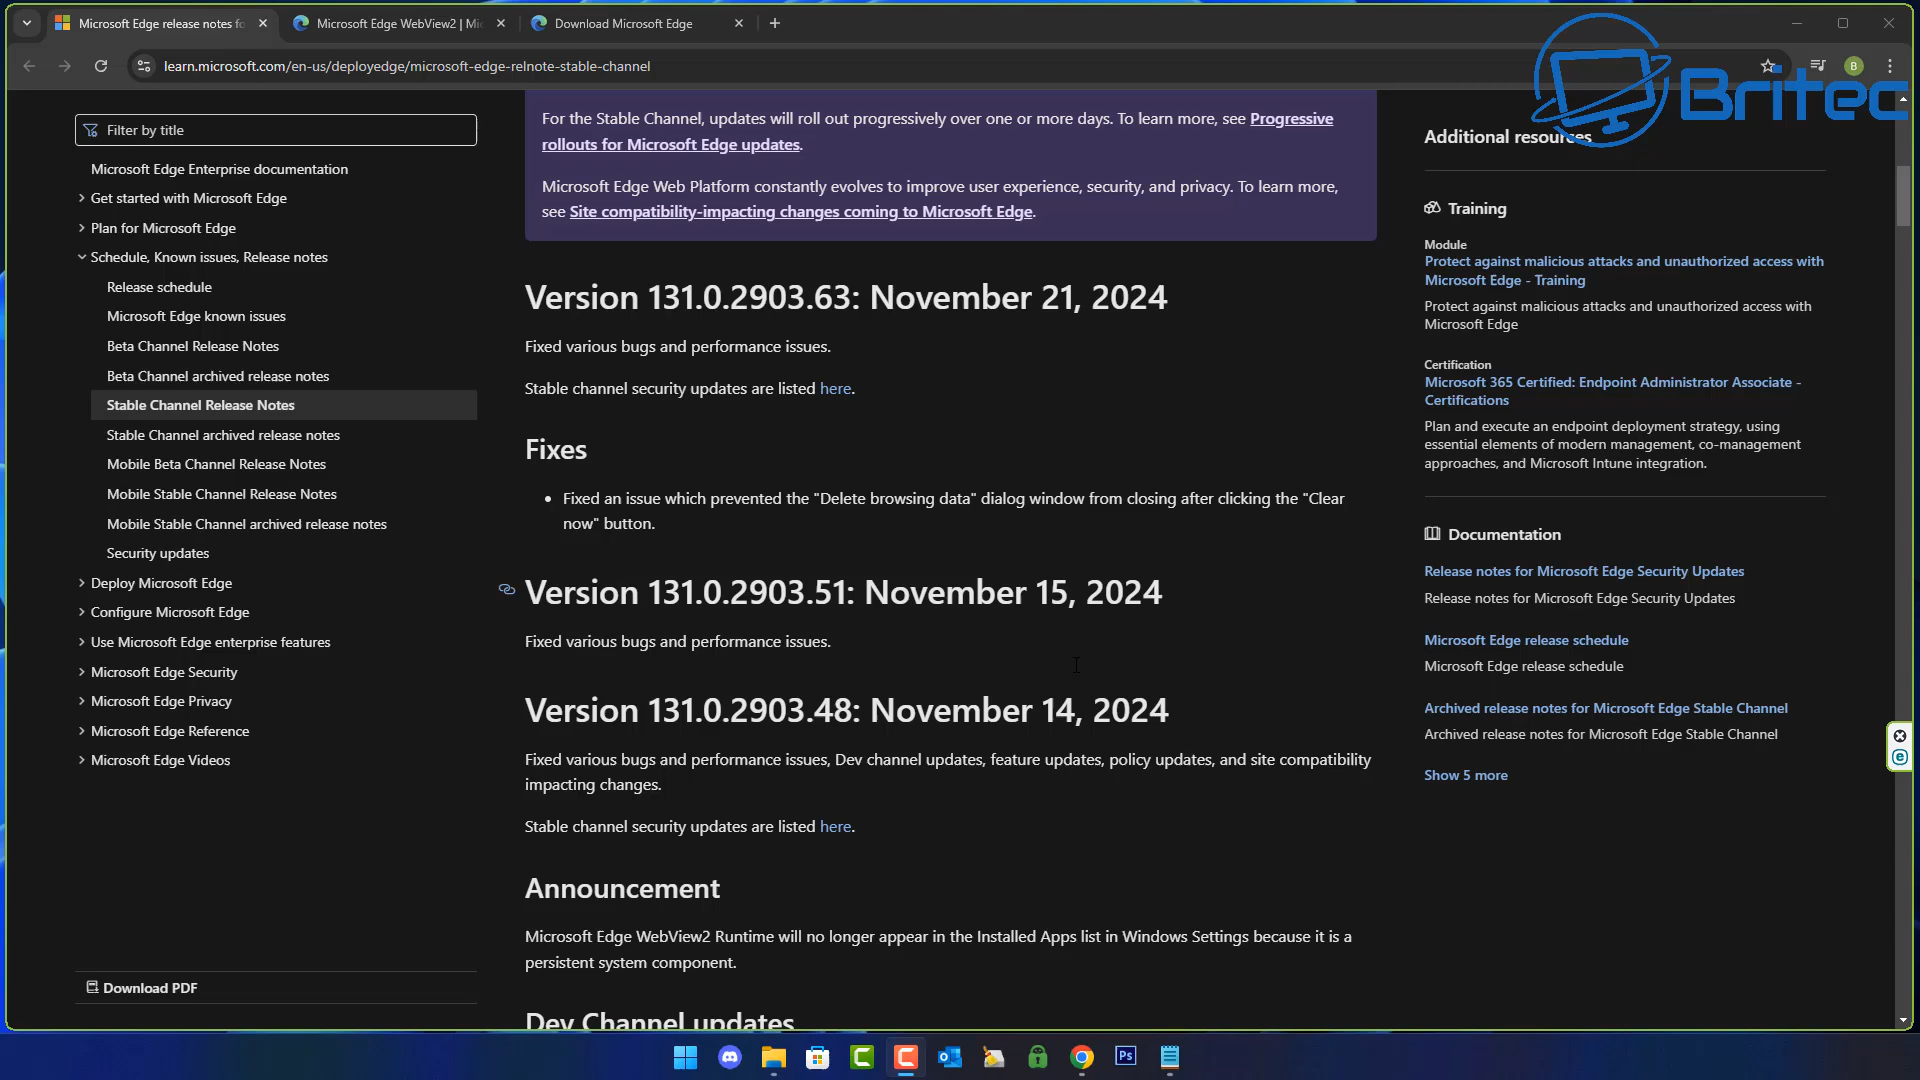 Microsoft Edge release notes fo
Microsoft Edge WebView2 | Mi
Download Microsoft Edge
learn.microsoft.com/en-us/deployedge/microsoft-edge-relnote-stable-channel
B
Britec
Filter by title
Microsoft Edge Enterprise documentation
Get started with Microsoft Edge
Plan for Microsoft Edge
Schedule, Known issues, Release notes
Release schedule
Microsoft Edge known issues
Beta Channel Release Notes
Beta Channel archived release notes
Stable Channel Release Notes
Stable Channel archived release notes
Mobile Beta Channel Release Notes
Mobile Stable Channel Release Notes
Mobile Stable Channel archived release notes
Security updates
Deploy Microsoft Edge
Configure Microsoft Edge
Use Microsoft Edge enterprise features
Microsoft Edge Security
Microsoft Edge Privacy
Microsoft Edge Reference
Microsoft Edge Videos
Download PDF
For the Stable Channel, updates will roll out progressively over one or more days. To learn more, see Progressive
rollouts for Microsoft Edge updates.
Microsoft Edge Web Platform constantly evolves to improve user experience, security, and privacy. To learn more,
see Site compatibility-impacting changes coming to Microsoft Edge.
Version 131.0.2903.63: November 21, 2024
Fixed various bugs and performance issues.
Stable channel security updates are listed here.
Fixes
• Fixed an issue which prevented the "Delete browsing data" dialog window from closing after clicking the "Clear
now" button.
Version 131.0.2903.51: November 15, 2024
Fixed various bugs and performance issues.
Version 131.0.2903.48: November 14, 2024
Fixed various bugs and performance issues, Dev channel updates, feature updates, policy updates, and site compatibility
impacting changes.
Stable channel security updates are listed here.
Announcement
Microsoft Edge WebView2 Runtime will no longer appear in the Installed Apps list in Windows Settings because it is a
persistent system component.
Dev Channel updates
Additional resources
Training
Module
Protect against malicious attacks and unauthorized access with
Microsoft Edge - Training
Protect against malicious attacks and unauthorized access with
Microsoft Edge
Certification
Microsoft 365 Certified: Endpoint Administrator Associate -
Certifications
Plan and execute an endpoint deployment strategy, using
essential elements of modern management, co-management
approaches, and Microsoft Intune integration.
Documentation
Release notes for Microsoft Edge Security Updates
Release notes for Microsoft Edge Security Updates
Microsoft Edge release schedule
Microsoft Edge release schedule
Archived release notes for Microsoft Edge Stable Channel
Archived release notes for Microsoft Edge Stable Channel
Show 5 more
Ps